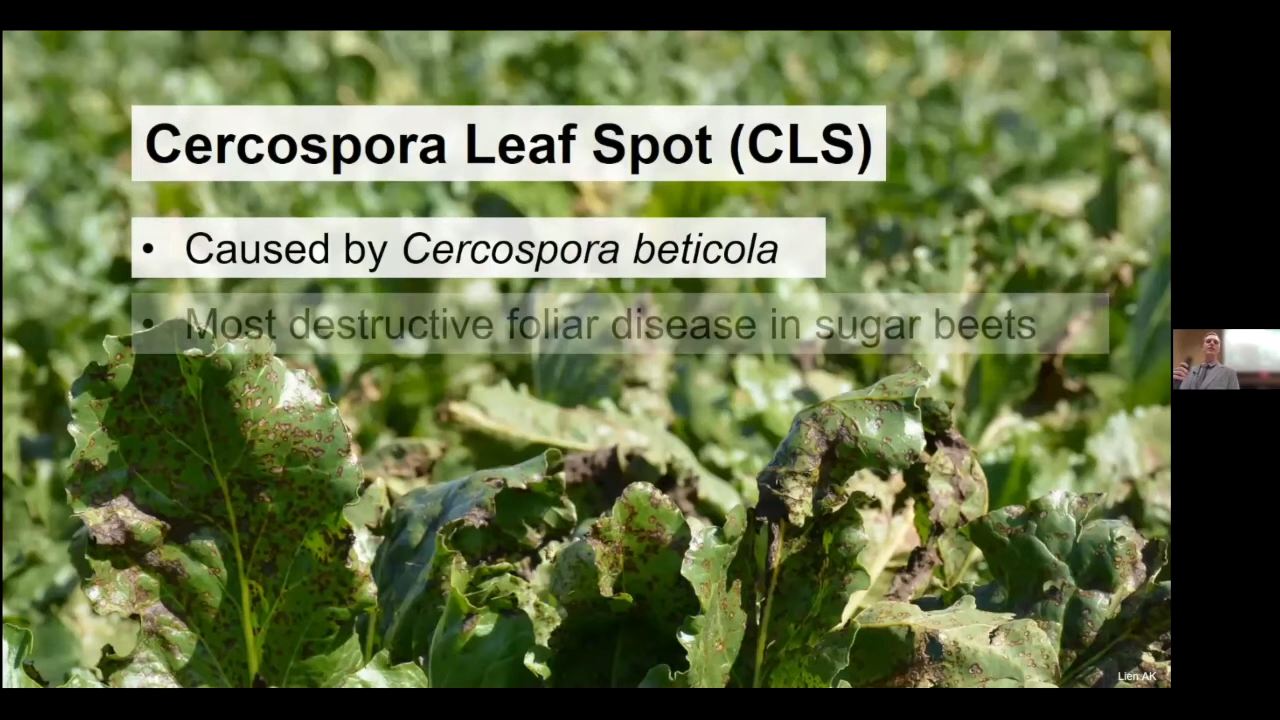 Cercospora Leaf Spot (CLS)
• Caused by Cercospora beticola
• Most destructive foliar disease in sugar beets
Lien AK